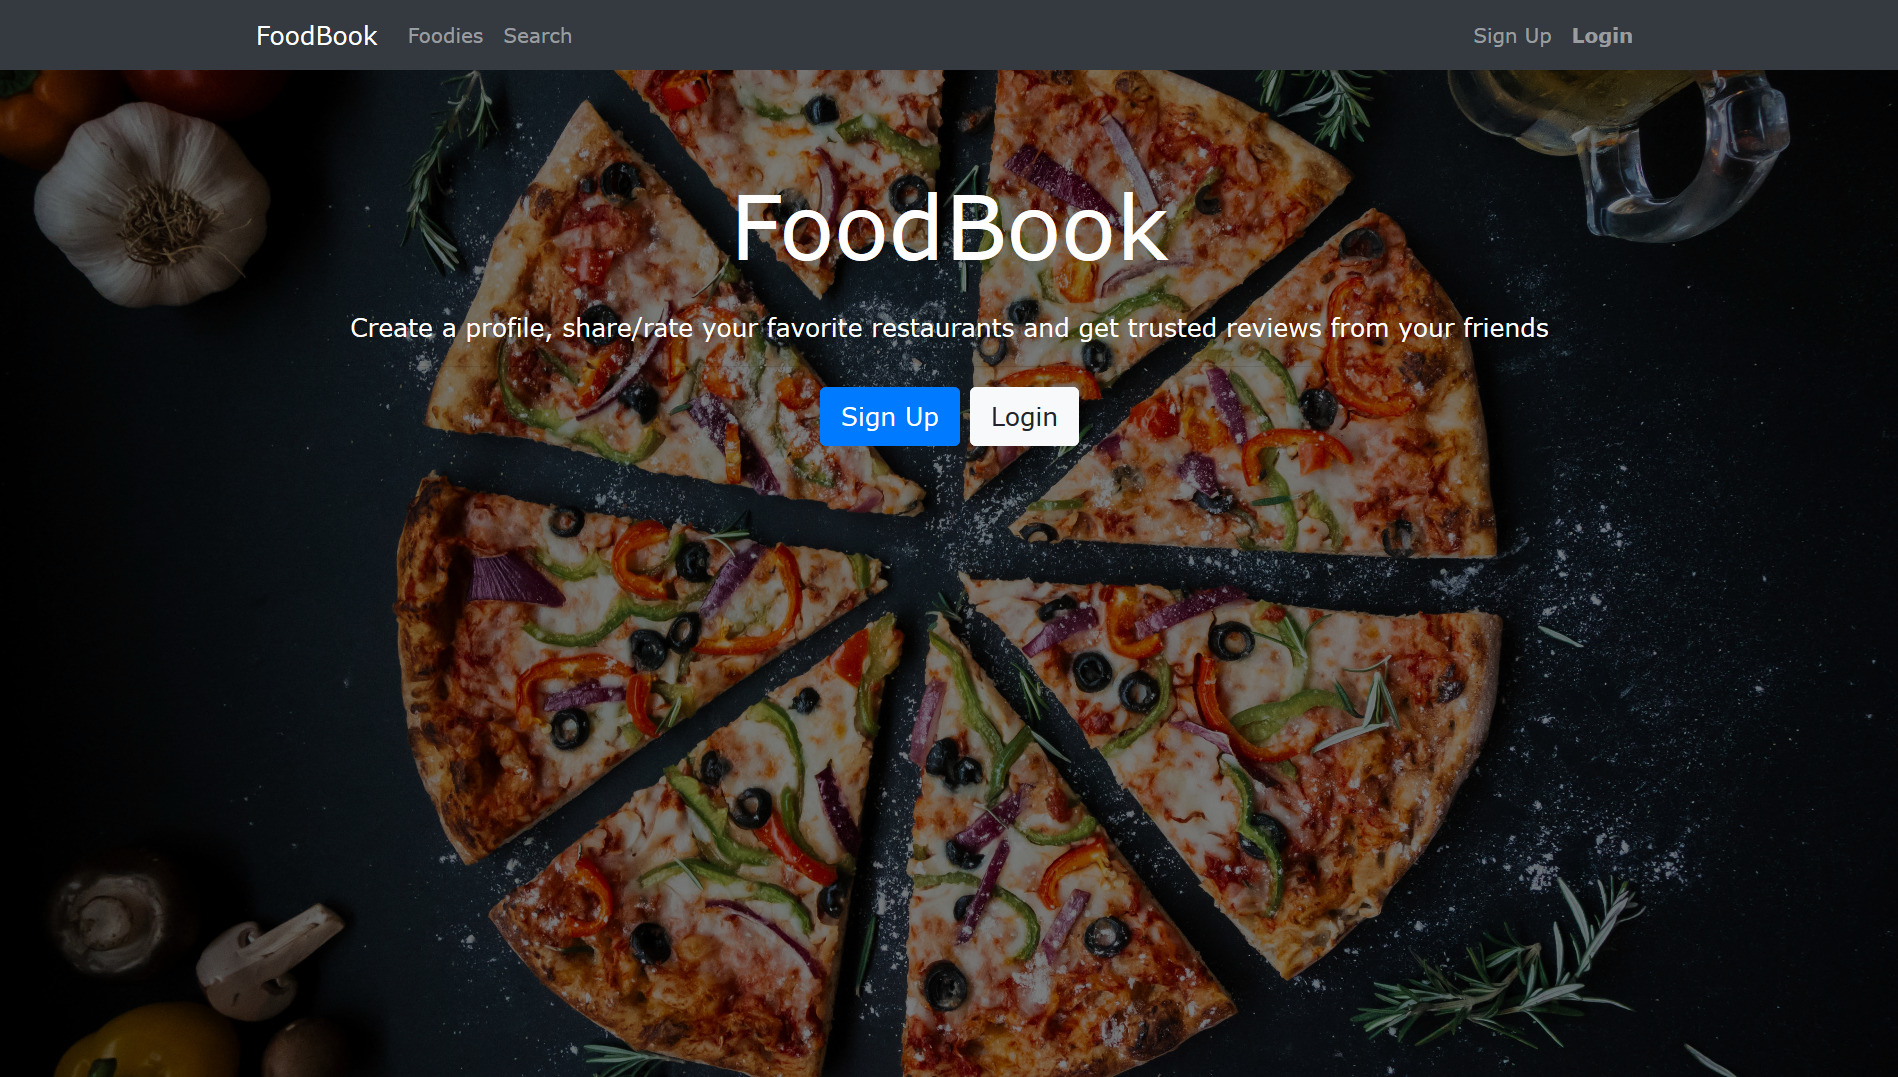 FoodBook Foodies Search Sign Up Login
FoodBook
Create a profile, share/rate your favorite restaurants and get trusted reviews from your friends
Sign Up Login